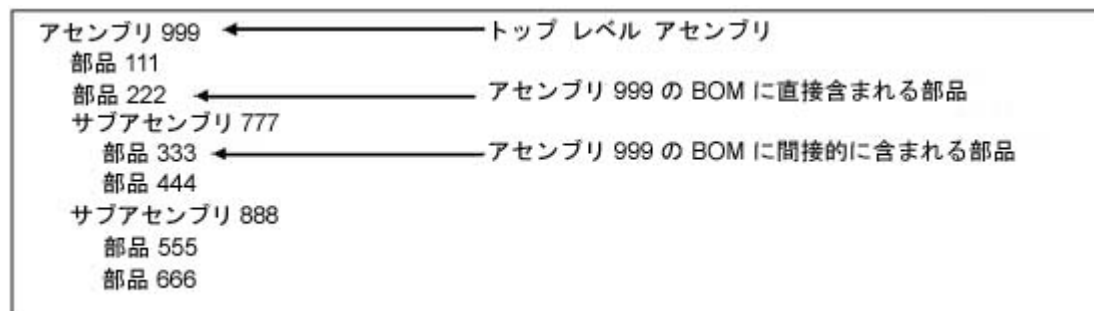 アセンブリ 999 トップ レベル アセンブリ
部品 111
部品 222 アセンブリ 999 の BOM に直接含まれる部品
サブアセンブリ 777
部品 333 アセンブリ 999 の BOM に間接的に含まれる部品
部品 444
サブアセンブリ 888
部品 555
部品 666